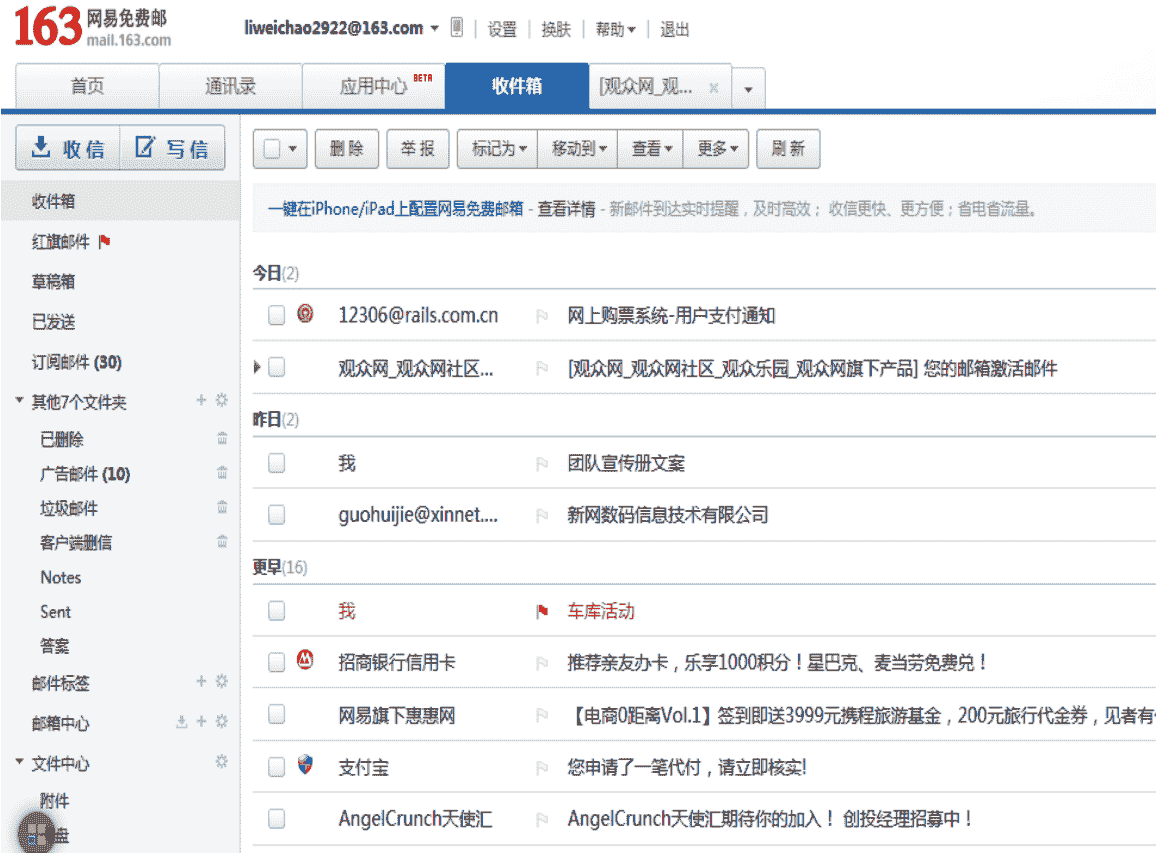 163 网易免费邮
mail.163.com
liweichao2922@163.com 设置 换肤 帮助 退出
首页 通讯录 应用中心 BETA 收件箱 [观众网_观...
收信 写信
删除 举报 标记为 移动到 查看 更多 刷新
一键在iPhone/iPad上配置网易免费邮箱 - 查看详情 - 新邮件到达实时提醒，及时高效； 收信更快、更方便；省电省流量。
收件箱
红旗邮件
草稿箱
已发送
订阅邮件 (30)
其他7个文件夹
已删除
广告邮件 (10)
垃圾邮件
客户端删信
Notes
Sent
答案
邮件标签
邮箱中心
文件中心
附件
盘
今日(2)
12306@rails.com.cn 网上购票系统-用户支付通知
观众网_观众网社区... [观众网_观众网社区_观众乐园_观众网旗下产品] 您的邮箱激活邮件
昨日(2)
我 团队宣传册文案
guohuijie@xinnet.... 新网数码信息技术有限公司
更早(16)
我 车库活动
招商银行信用卡 推荐亲友办卡，乐享1000积分！星巴克、麦当劳免费兑！
网易旗下惠惠网 【电商0距离Vol.1】签到即送3999元携程旅游基金，200元旅行代金券，见者有
支付宝 您申请了一笔代付，请立即核实!
AngelCrunch天使汇 AngelCrunch天使汇期待你的加入！ 创投经理招募中！